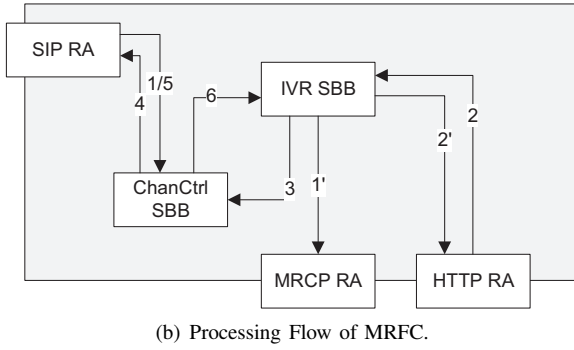 SIP RA
1/5
4
6
IVR SBB
2
2'
ChanCtrl
SBB
3
1'
MRCP RA
HTTP RA
(b) Processing Flow of MRFC.